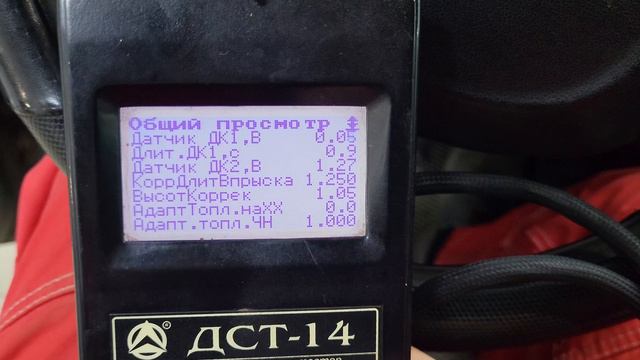 Общий просмотр
Датчик ДК1,В 0.05
Длит.ДК1,с 0.9
Датчик ДК2,В 1.27
КоррДлитВпрыска 1.250
ВысотКоррек 1.05
АдаптТопл.наХХ 0.0
Адапт.топл.ЧН 1.000
® ДСТ-14